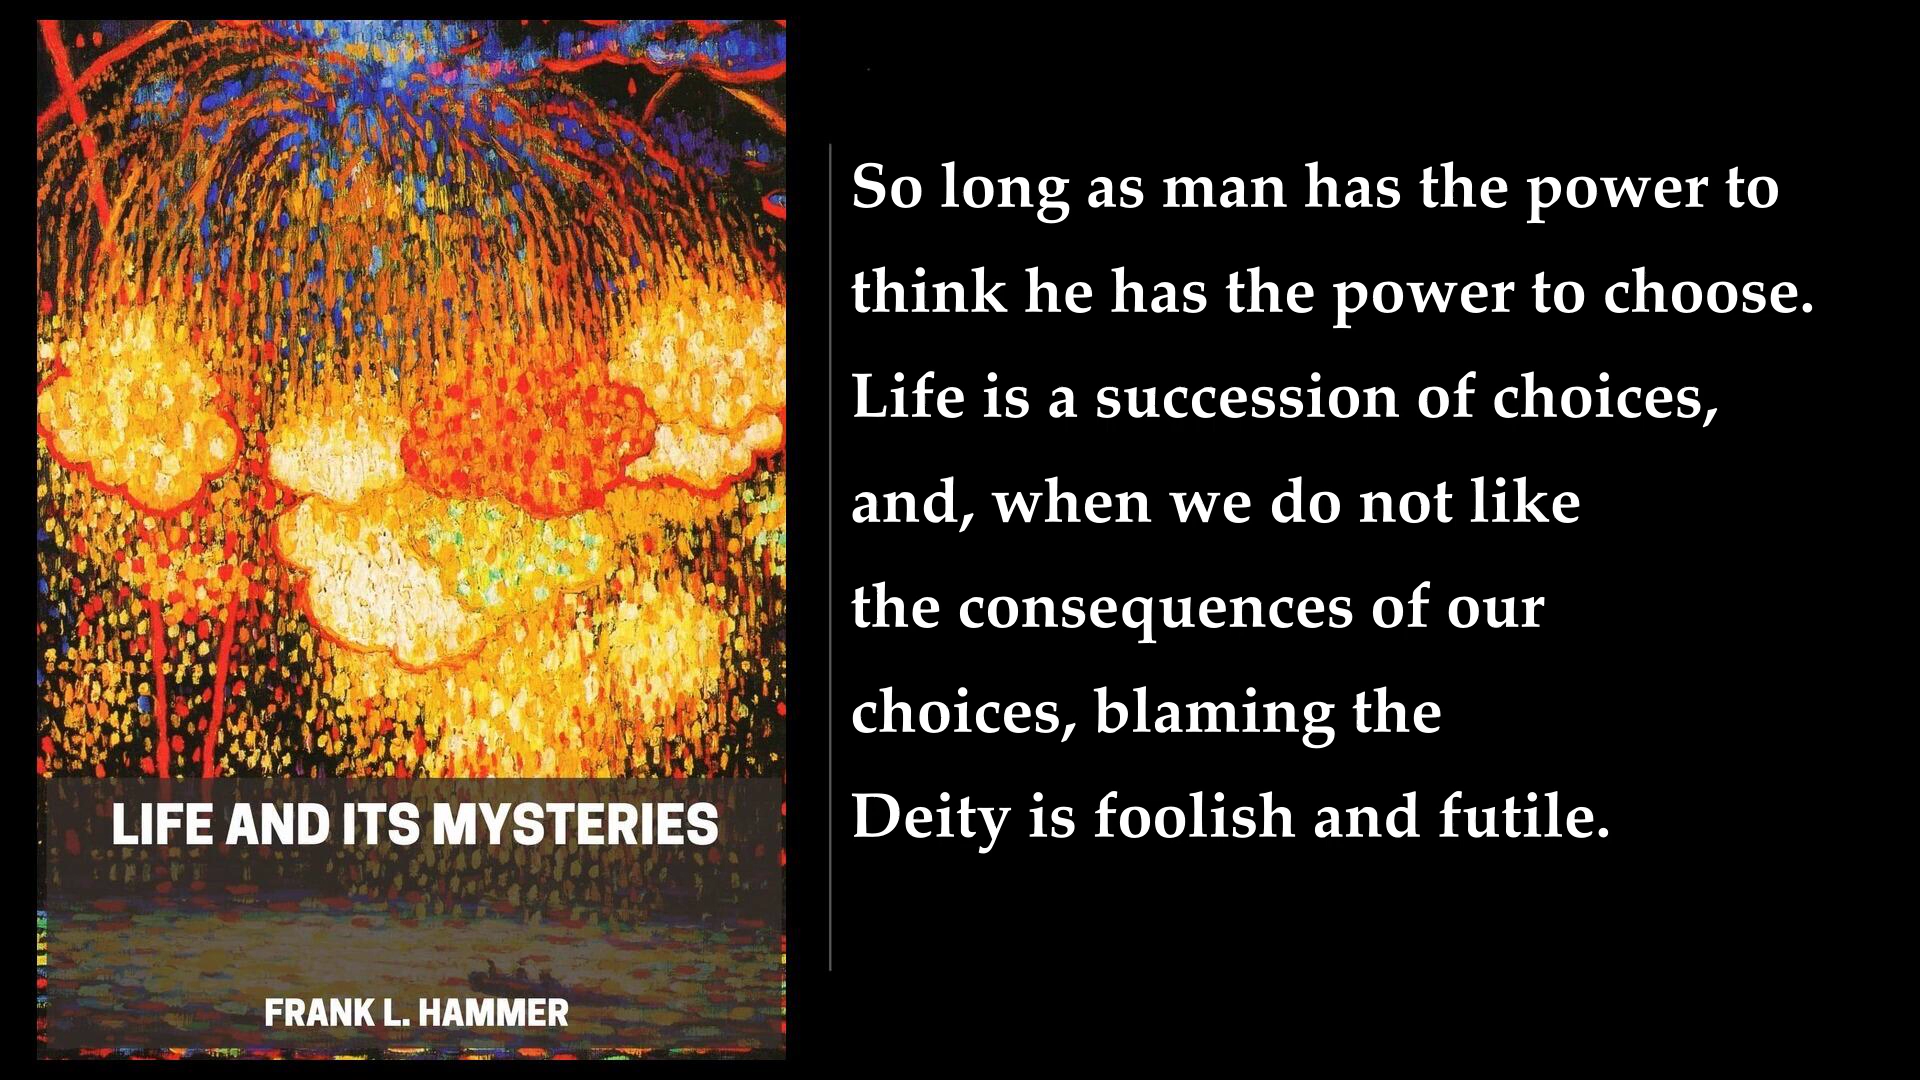 LIFE AND ITS MYSTERIES
FRANK L. HAMMER
So long as man has the power to
think he has the power to choose.
Life is a succession of choices,
and, when we do not like
the consequences of our
choices, blaming the
Deity is foolish and futile.